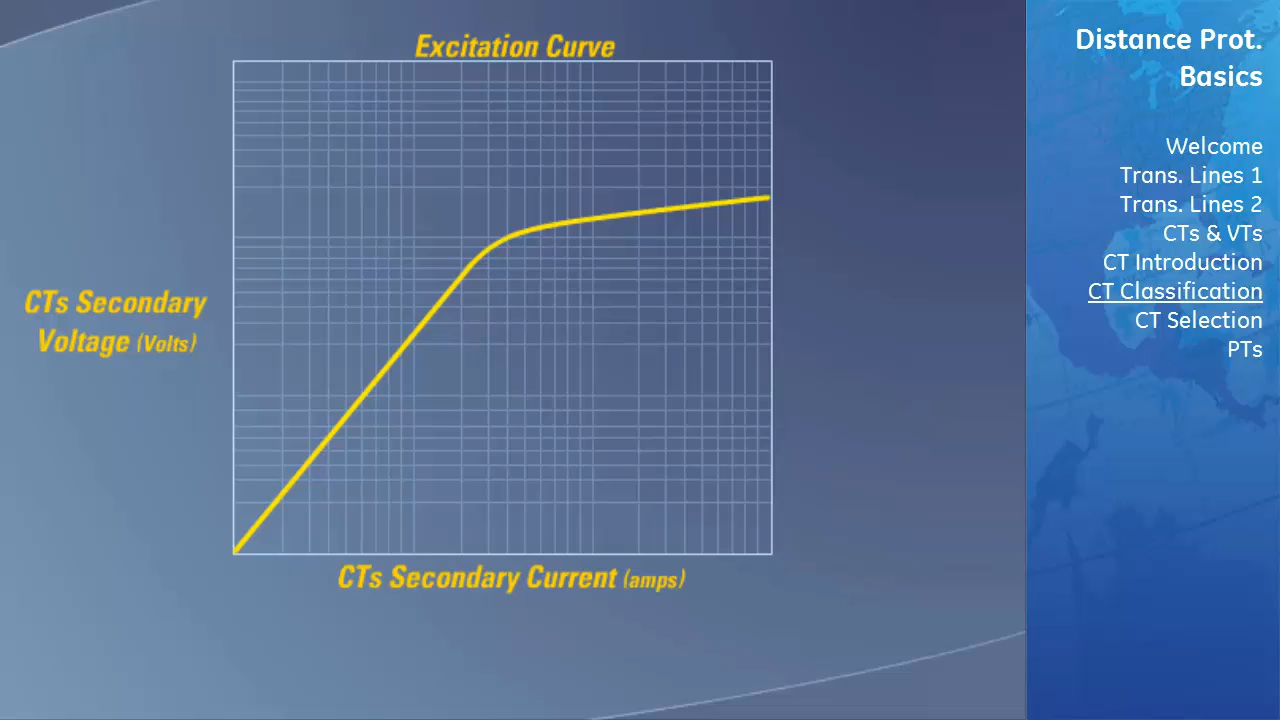 Excitation Curve
CTs Secondary
Voltage (Volts)
CTs Secondary Current (amps)
Distance Prot.
Basics
Welcome
Trans. Lines 1
Trans. Lines 2
CTs & VTs
CT Introduction
CT Classification
CT Selection
PTs